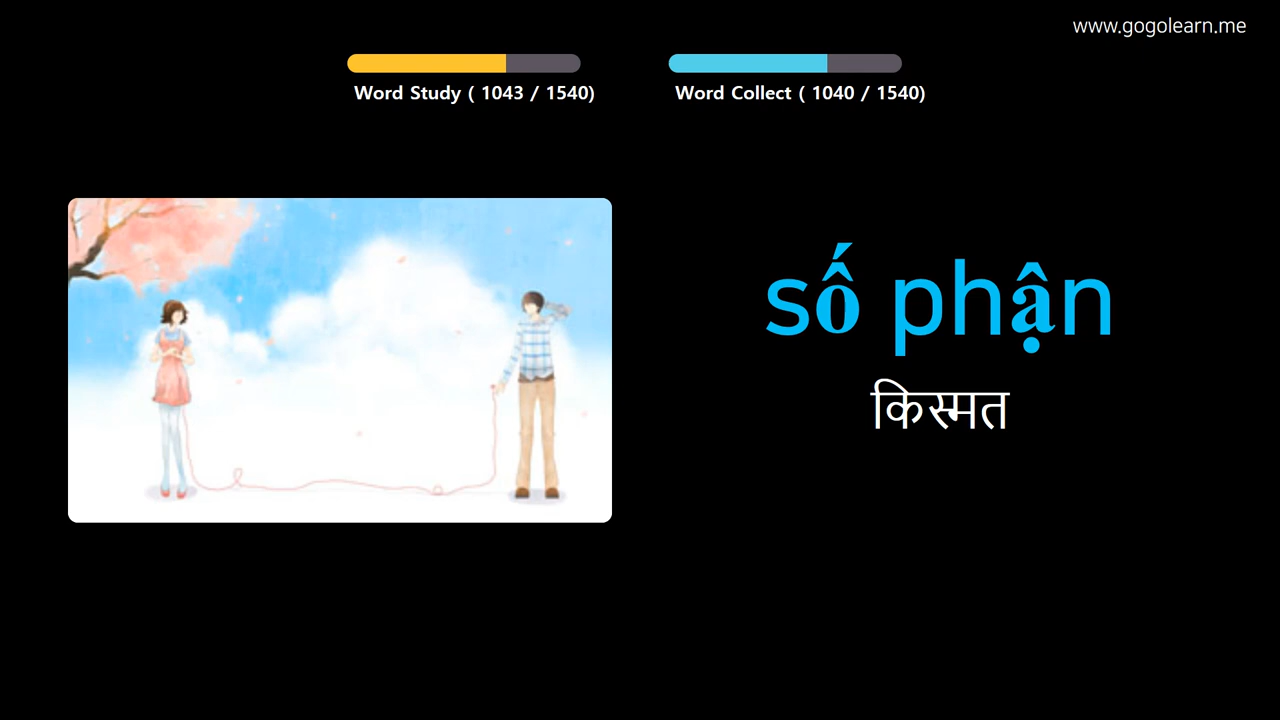 www.gogolearn.me
Word Study ( 1043 / 1540)
Word Collect ( 1040 / 1540)
số phận
किस्मत